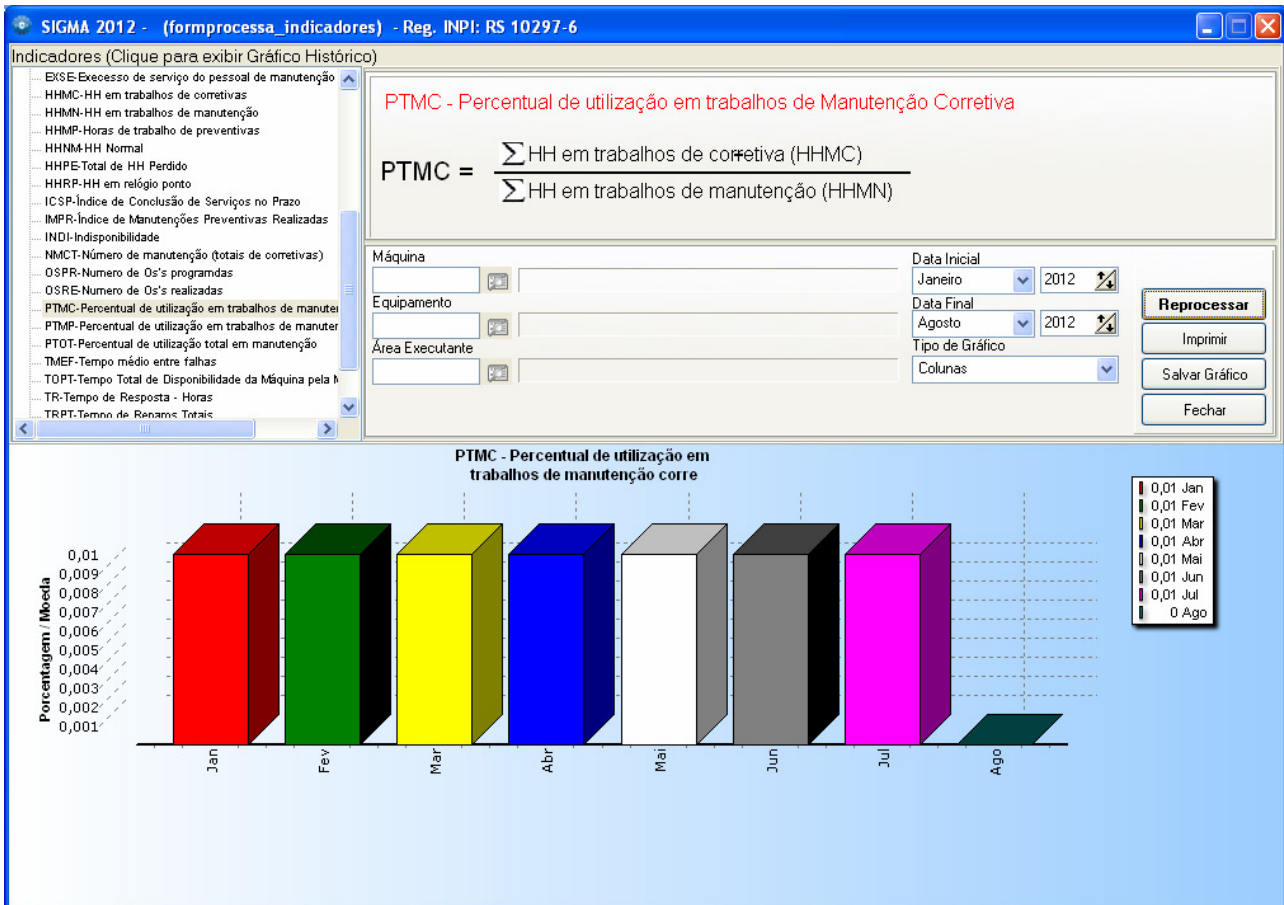 SIGMA 2012 - (formprocessa_indicadores) - Reg. INPI: RS 10297-6
Indicadores (Clique para exibir Gráfico Histórico)
EXSE-Execesso de serviço do pessoal de manutenção
HHMC-HH em trabalhos de corretivas
HHMN-HH em trabalhos de manutenção
HHMP-Horas de trabalho de preventivas
HHNM-HH Normal
HHPE-Total de HH Perdido
HHRP-HH em relógio ponto
ICSP-Índice de Conclusão de Serviços no Prazo
IMPR-Índice de Manutenções Preventivas Realizadas
INDI-Indisponibilidade
NMCT-Número de manutenção (totais de corretivas)
OSPR-Numero de Os's programdas
OSRE-Numero de Os's realizadas
PTMC-Percentual de utilização em trabalhos de manuter
PTMP-Percentual de utilização em trabalhos de manuter
PTOT-Percentual de utilização total em manutenção
TMEF-Tempo médio entre falhas
TOPT-Tempo Total de Disponibilidade da Máquina pela M
TR-Tempo de Resposta - Horas
TRPT-Tempo de Reparos Totais
PTMC - Percentual de utilização em trabalhos de Manutenção Corretiva
PTMC =
∑ HH em trabalhos de corretiva (HHMC)
∑ HH em trabalhos de manutenção (HHMN)
Máquina
Equipamento
Área Executante
Data Inicial
Janeiro 2012
Data Final
Agosto 2012
Tipo de Gráfico
Colunas
Reprocessar
Imprimir
Salvar Gráfico
Fechar
PTMC - Percentual de utilização em
trabalhos de manutenção corre
Porcentagem / Moeda
0,01
0,009
0,008
0,007
0,006
0,005
0,004
0,003
0,002
0,001
Jan Fev Mar Abr Mai Jun Jul Ago
0,01 Jan
0,01 Fev
0,01 Mar
0,01 Abr
0,01 Mai
0,01 Jun
0,01 Jul
0 Ago